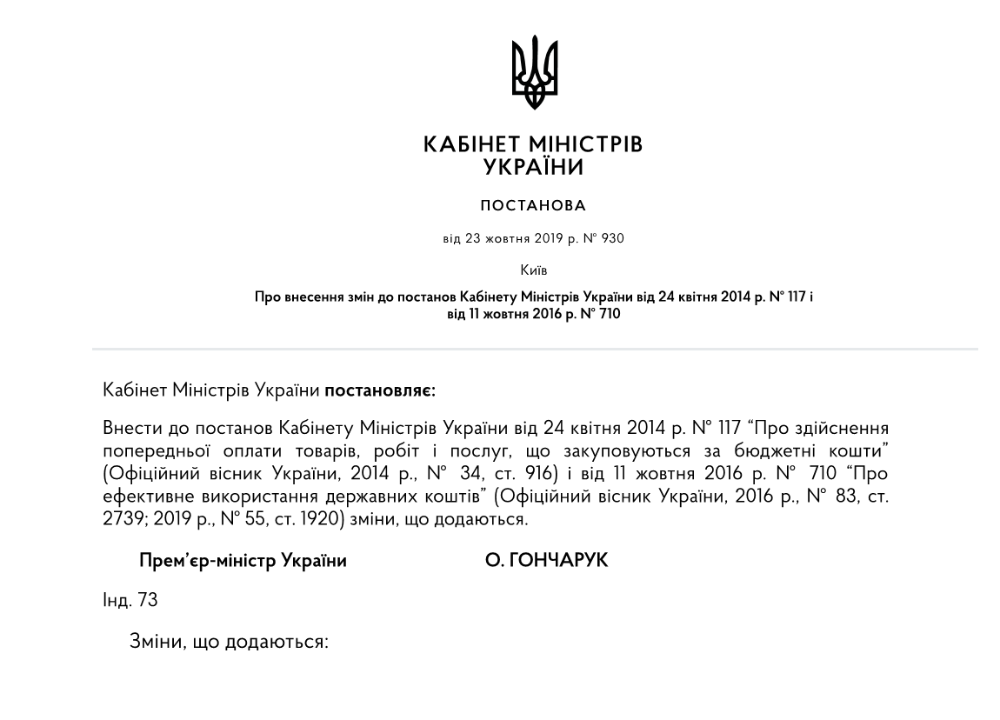 КАБІНЕТ МІНІСТРІВ
УКРАЇНИ
ПОСТАНОВА
від 23 жовтня 2019 р. № 930
Київ
Про внесення змін до постанов Кабінету Міністрів України від 24 квітня 2014 р. № 117 і
від 11 жовтня 2016 р. № 710
Кабінет Міністрів України постановляє:
Внести до постанов Кабінету Міністрів України від 24 квітня 2014 р. № 117 “Про здійснення
попередньої оплати товарів, робіт і послуг, що закуповуються за бюджетні кошти”
(Офіційний вісник України, 2014 р., № 34, ст. 916) і від 11 жовтня 2016 р. № 710 “Про
ефективне використання державних коштів” (Офіційний вісник України, 2016 р., № 83, ст.
2739; 2019 р., № 55, ст. 1920) зміни, що додаються.
Прем’єр-міністр України О. ГОНЧАРУК
Інд. 73
Зміни, що додаються: